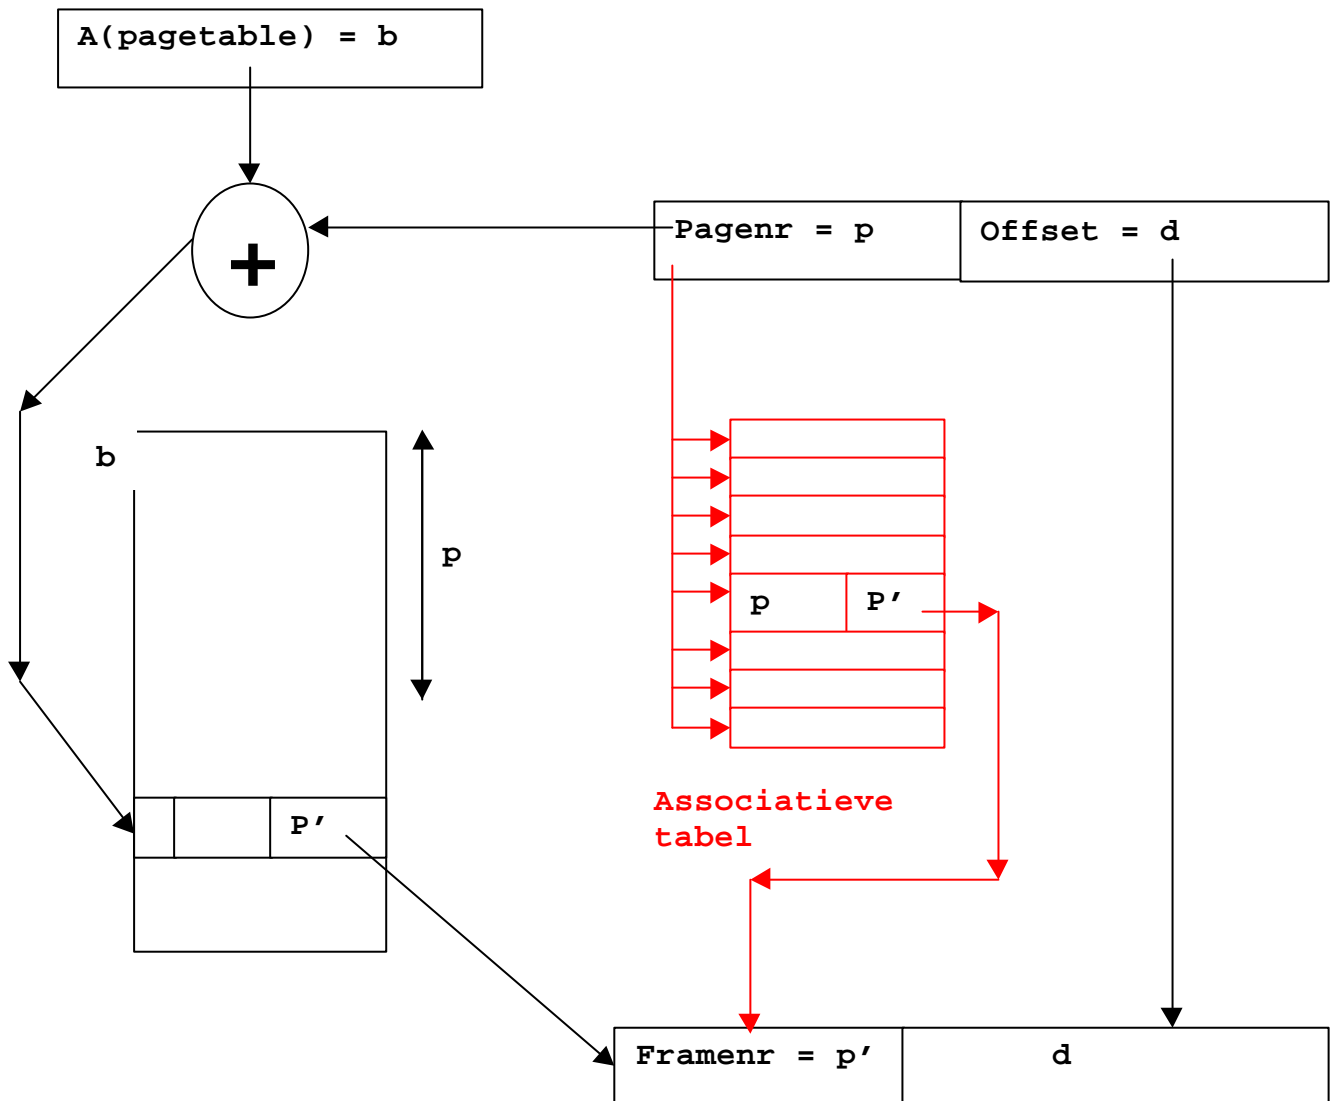 A(pagetable) = b
+
Pagenr = p
Offset = d
b
p
p
P’
P’
Associatieve
tabel
Framenr = p’
d